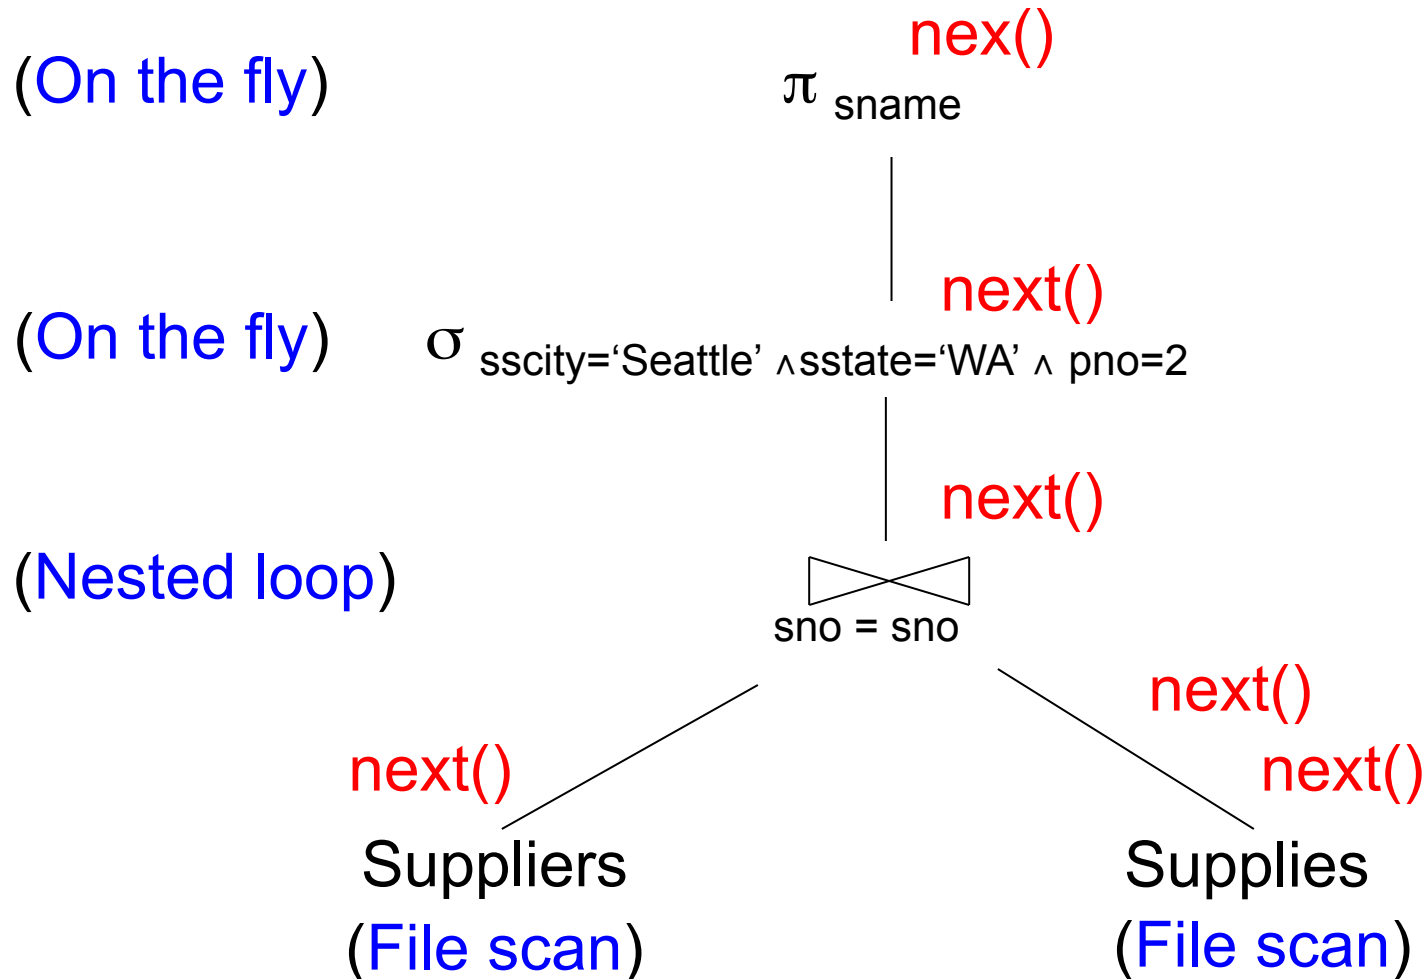 nex()
(On the fly) π sname
next()
(On the fly) σ sscity=‘Seattle’ ∧sstate=‘WA’ ∧ pno=2
next()
(Nested loop)
sno = sno
next()
next() next()
Suppliers Supplies
(File scan) (File scan)